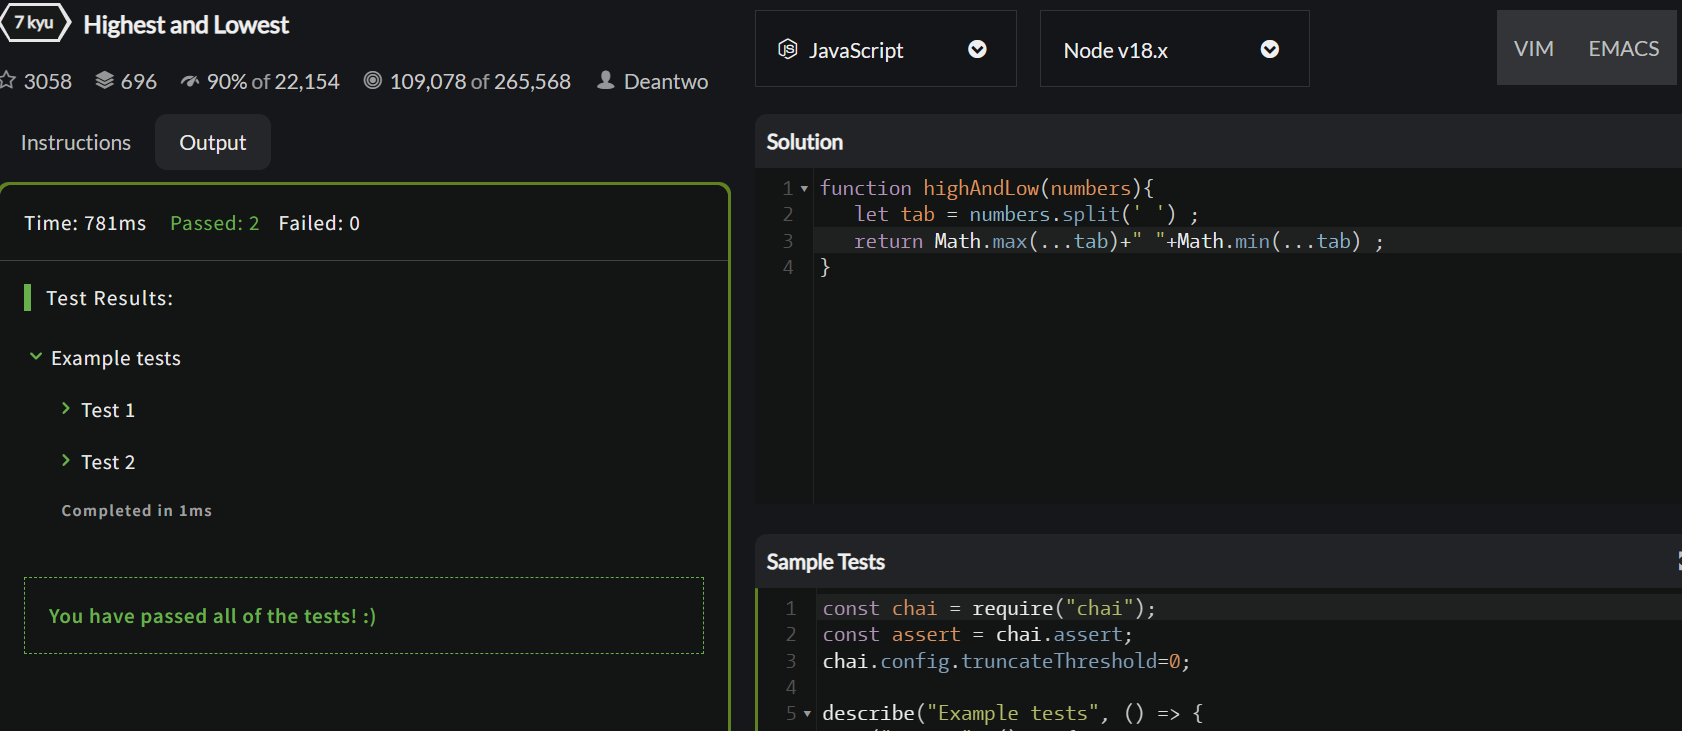 7 kyu Highest and Lowest
3058 696 90% of 22,154 109,078 of 265,568 Deantwo
Instructions Output
Time: 781ms Passed: 2 Failed: 0
Test Results:
Example tests
Test 1
Test 2
Completed in 1ms
You have passed all of the tests! :)
JS JavaScript Node v18.x VIM EMACS
Solution
1 function highAndLow(numbers){
2 let tab = numbers.split(' ') ;
3 return Math.max(...tab)+" "+Math.min(...tab) ;
4 }
Sample Tests
1 const chai = require("chai");
2 const assert = chai.assert;
3 chai.config.truncateThreshold=0;
4
5 describe("Example tests", () => {